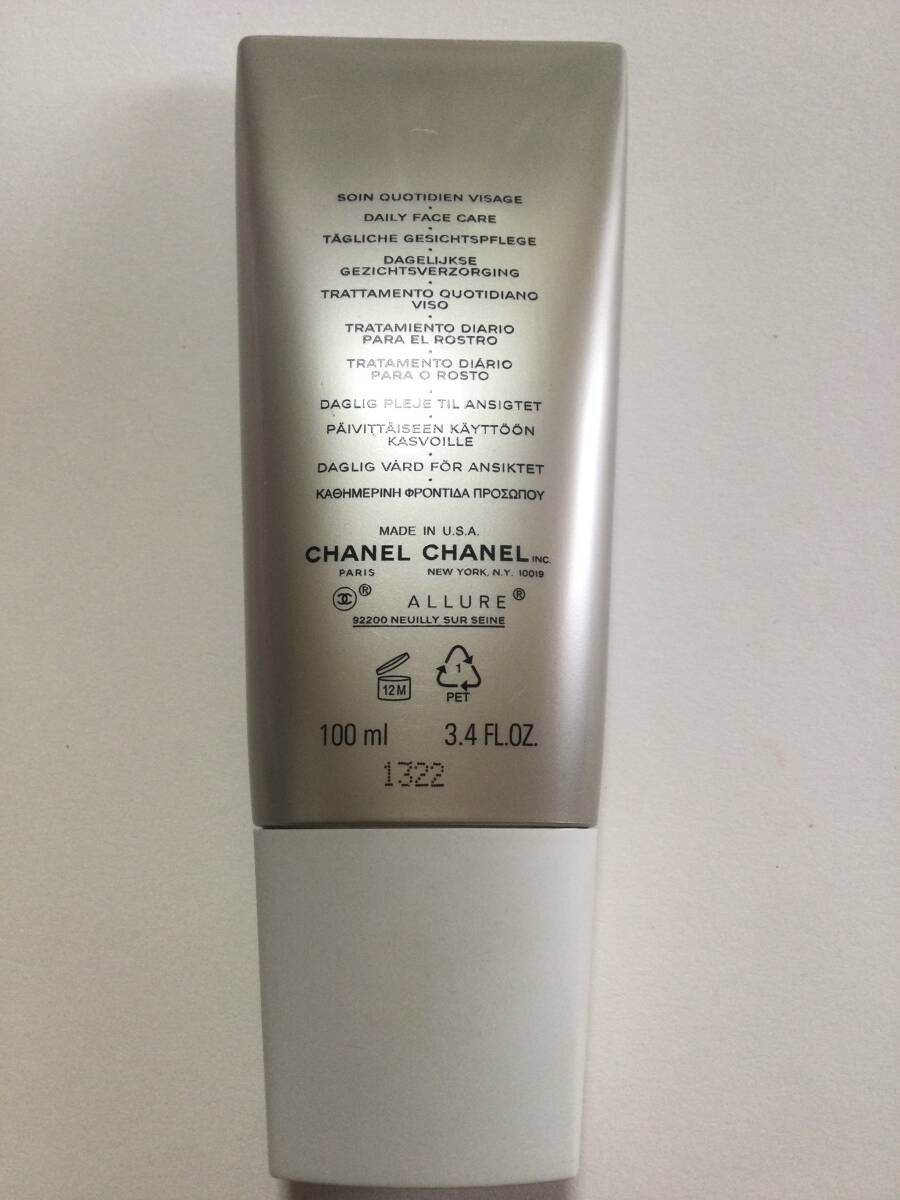 SOIN QUOTIDIEN VISAGE
DAILY FACE CARE
TÄGLICHE GESICHTSPFLEGE
DAGELIJKSE
GEZICHTSVERZORGING
TRATTAMENTO QUOTIDIANO
VISO
TRATAMIENTO DIARIO
PARA EL ROSTRO
TRATAMENTO DIÁRIO
PARA O ROSTO
DAGLIG PLEJE TIL ANSIGTET
PÄIVITTÄISEEN KÄYTTÖÖN
KASVOILLE
DAGLIG VÅRD FÖR ANSIKTET
ΚΑΘΗΜΕΡΙΝΗ ΦΡΟΝΤΙΔΑ ΠΡΟΣΩΠΟΥ
MADE IN U.S.A.
CHANEL CHANEL INC.
PARIS NEW YORK, N.Y. 10019
® ALLURE®
92200 NEUILLY SUR SEINE
12M
1
PET
100 ml 3.4 FL.OZ.
1322